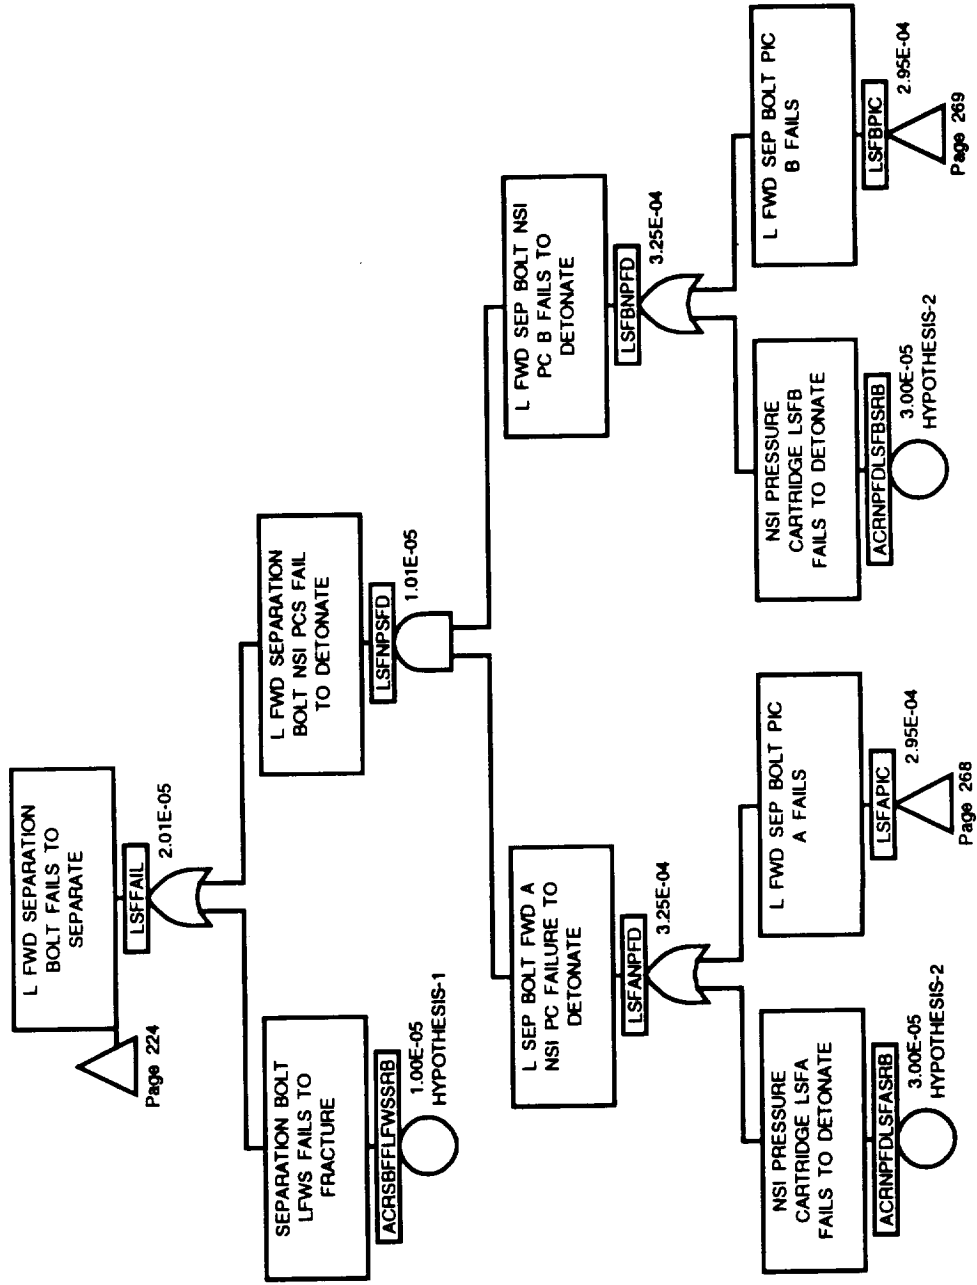 L FWD SEPARATION
BOLT FAILS TO
SEPARATE
LSFFAIL
2.01E-05
Page 224
SEPARATION BOLT
LFWS FAILS TO
FRACTURE
ACRSBFFLFWSSRB
1.00E-05
HYPOTHESIS-1
L FWD SEPARATION
BOLT NSI PCS FAIL
TO DETONATE
LSFNPSFD
1.01E-05
L SEP BOLT FWD A
NSI PC FAILURE TO
DETONATE
LSFANPFD
3.25E-04
L FWD SEP BOLT NSI
PC B FAILS TO
DETONATE
LSFBNPFD
3.25E-04
NSI PRESSURE
CARTRIDGE LSFA
FAILS TO DETONATE
ACRNPFDLSFASRB
3.00E-05
HYPOTHESIS-2
L FWD SEP BOLT PIC
A FAILS
LSFAPIC
2.95E-04
Page 268
NSI PRESSURE
CARTRIDGE LSFB
FAILS TO DETONATE
ACRNPFDLSFBSRB
3.00E-05
HYPOTHESIS-2
L FWD SEP BOLT PIC
B FAILS
LSFBPIC
2.95E-04
Page 269